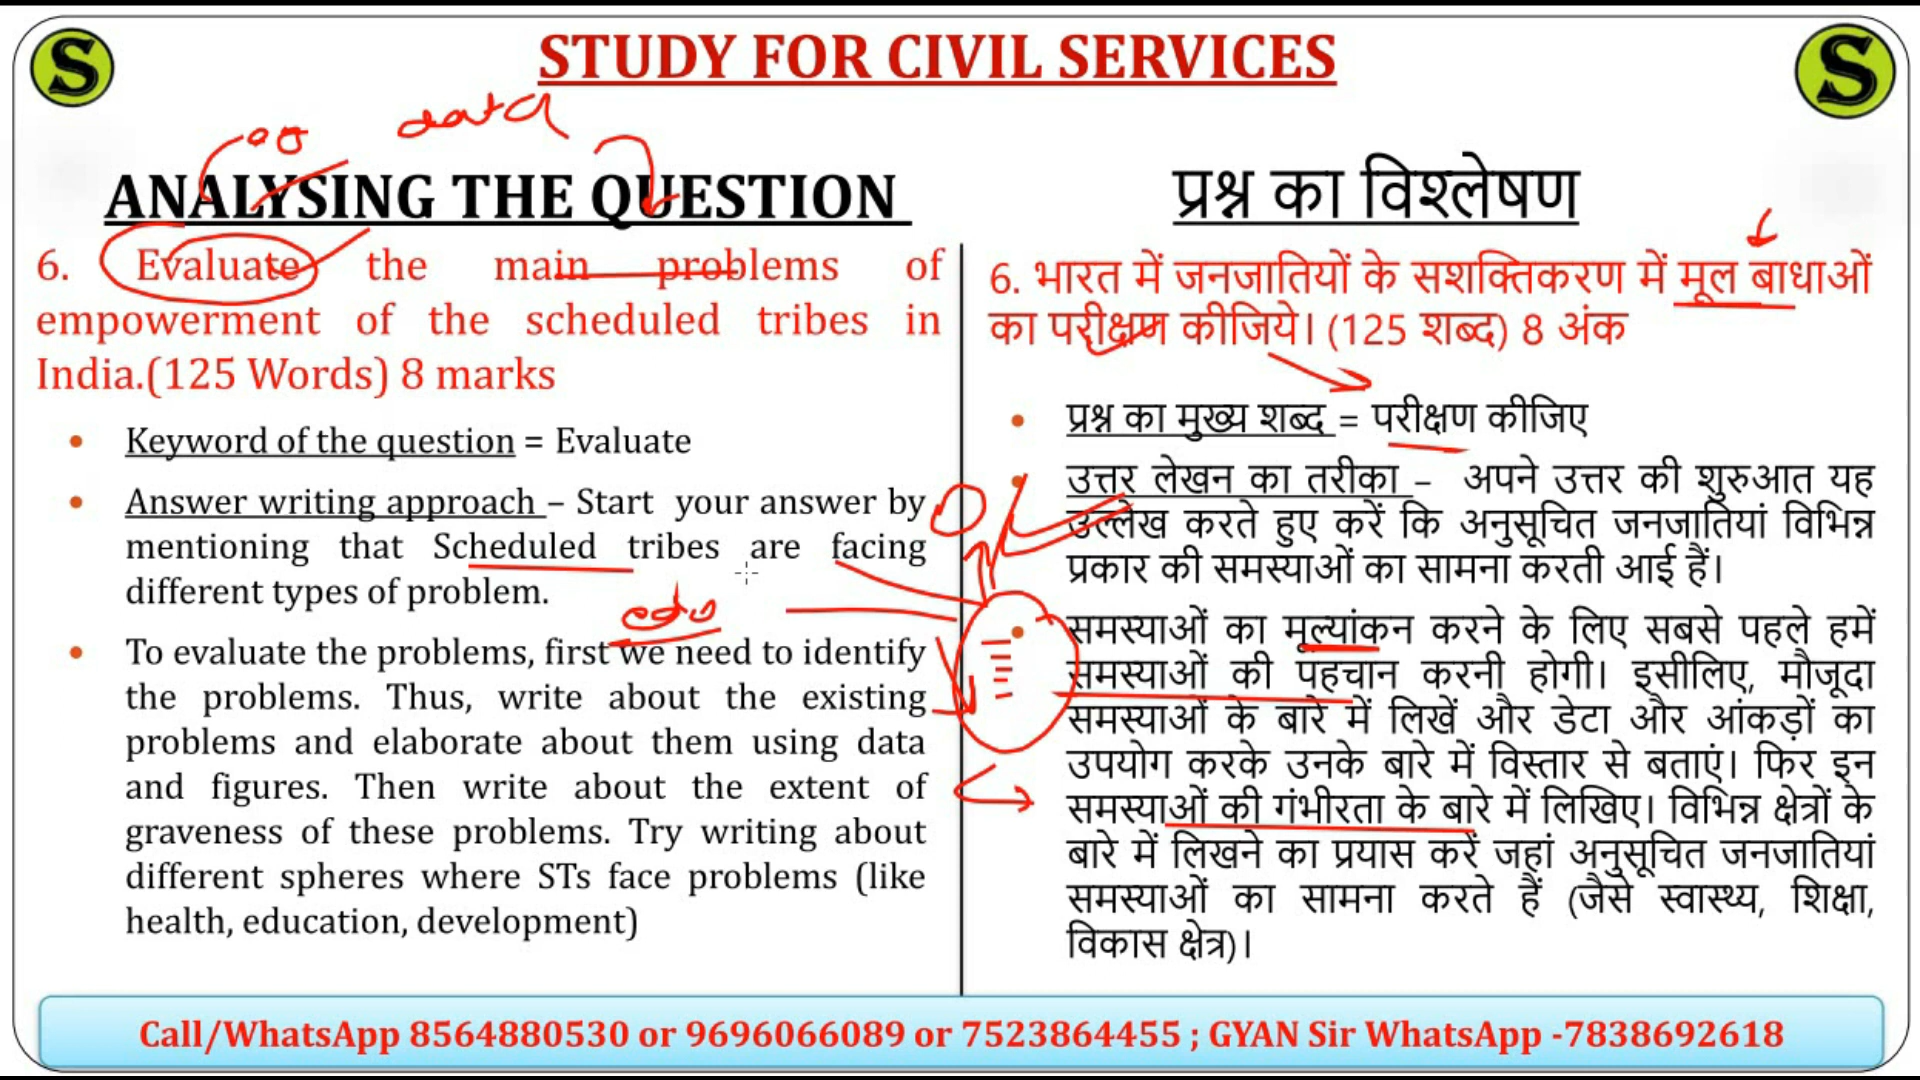 S
STUDY FOR CIVIL SERVICES
S
data
ANALYSING THE QUESTION
6. Evaluate the main problems of
empowerment of the scheduled tribes in
India.(125 Words) 8 marks
• Keyword of the question = Evaluate
• Answer writing approach – Start your answer by
mentioning that Scheduled tribes are facing
different types of problem.
edu
• To evaluate the problems, first we need to identify
the problems. Thus, write about the existing
problems and elaborate about them using data
and figures. Then write about the extent of
graveness of these problems. Try writing about
different spheres where STs face problems (like
health, education, development)
प्रश्न का विश्लेषण
6. भारत में जनजातियों के सशक्तिकरण में मूल बाधाओं
का परीक्षण कीजिये। (125 शब्द) 8 अंक
• प्रश्न का मुख्य शब्द = परीक्षण कीजिए
• उत्तर लेखन का तरीका – अपने उत्तर की शुरुआत यह
उल्लेख करते हुए करें कि अनुसूचित जनजातियां विभिन्न
प्रकार की समस्याओं का सामना करती आई हैं।
• समस्याओं का मूल्यांकन करने के लिए सबसे पहले हमें
समस्याओं की पहचान करनी होगी। इसीलिए, मौजूदा
समस्याओं के बारे में लिखें और डेटा और आंकड़ों का
उपयोग करके उनके बारे में विस्तार से बताएं। फिर इन
समस्याओं की गंभीरता के बारे में लिखिए। विभिन्न क्षेत्रों के
बारे में लिखने का प्रयास करें जहां अनुसूचित जनजातियां
समस्याओं का सामना करते हैं (जैसे स्वास्थ्य, शिक्षा,
विकास क्षेत्र)।
Call/WhatsApp 8564880530 or 9696066089 or 7523864455 ; GYAN Sir WhatsApp -7838692618